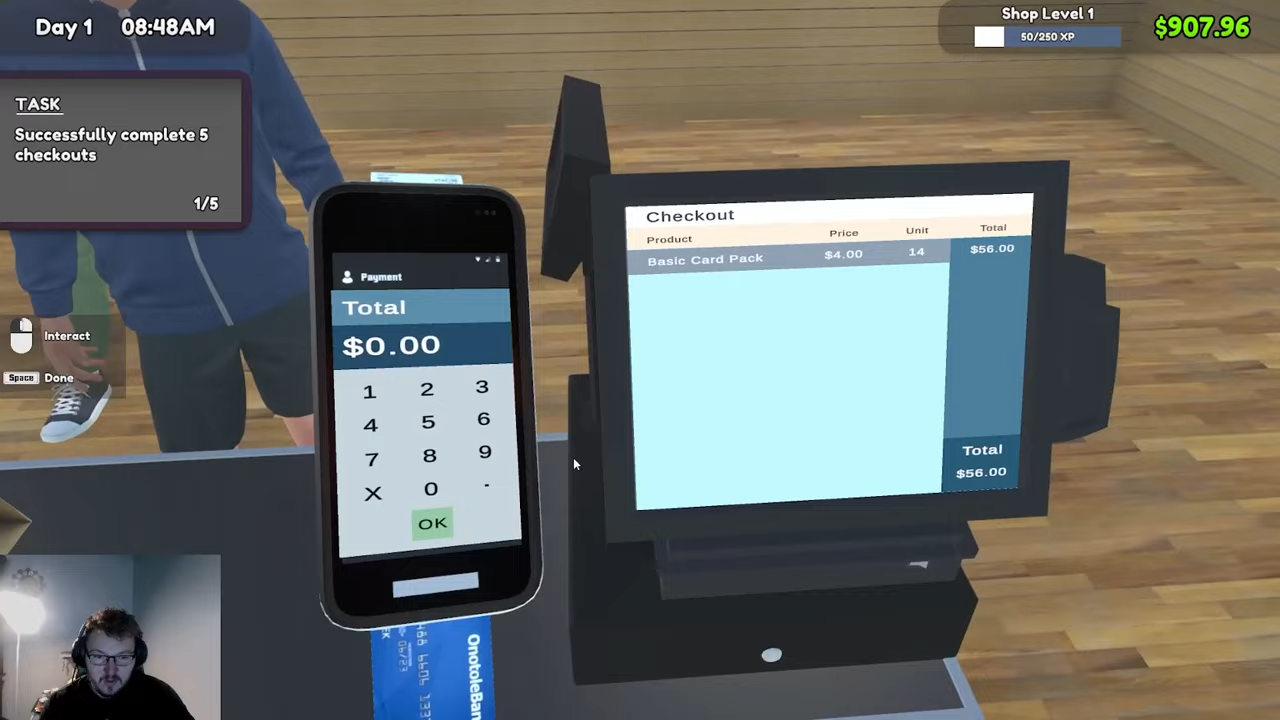 Day 1 08:48AM
Shop Level 1
50/250 XP
$907.96
TASK
Successfully complete 5
checkouts
1/5
Interact
Space Done
Payment
Total
$0.00
1 2 3
4 5 6
7 8 9
X 0 .
OK
Checkout
Product Price Unit Total
Basic Card Pack $4.00 14 $56.00
Total
$56.00
OnotoleBan